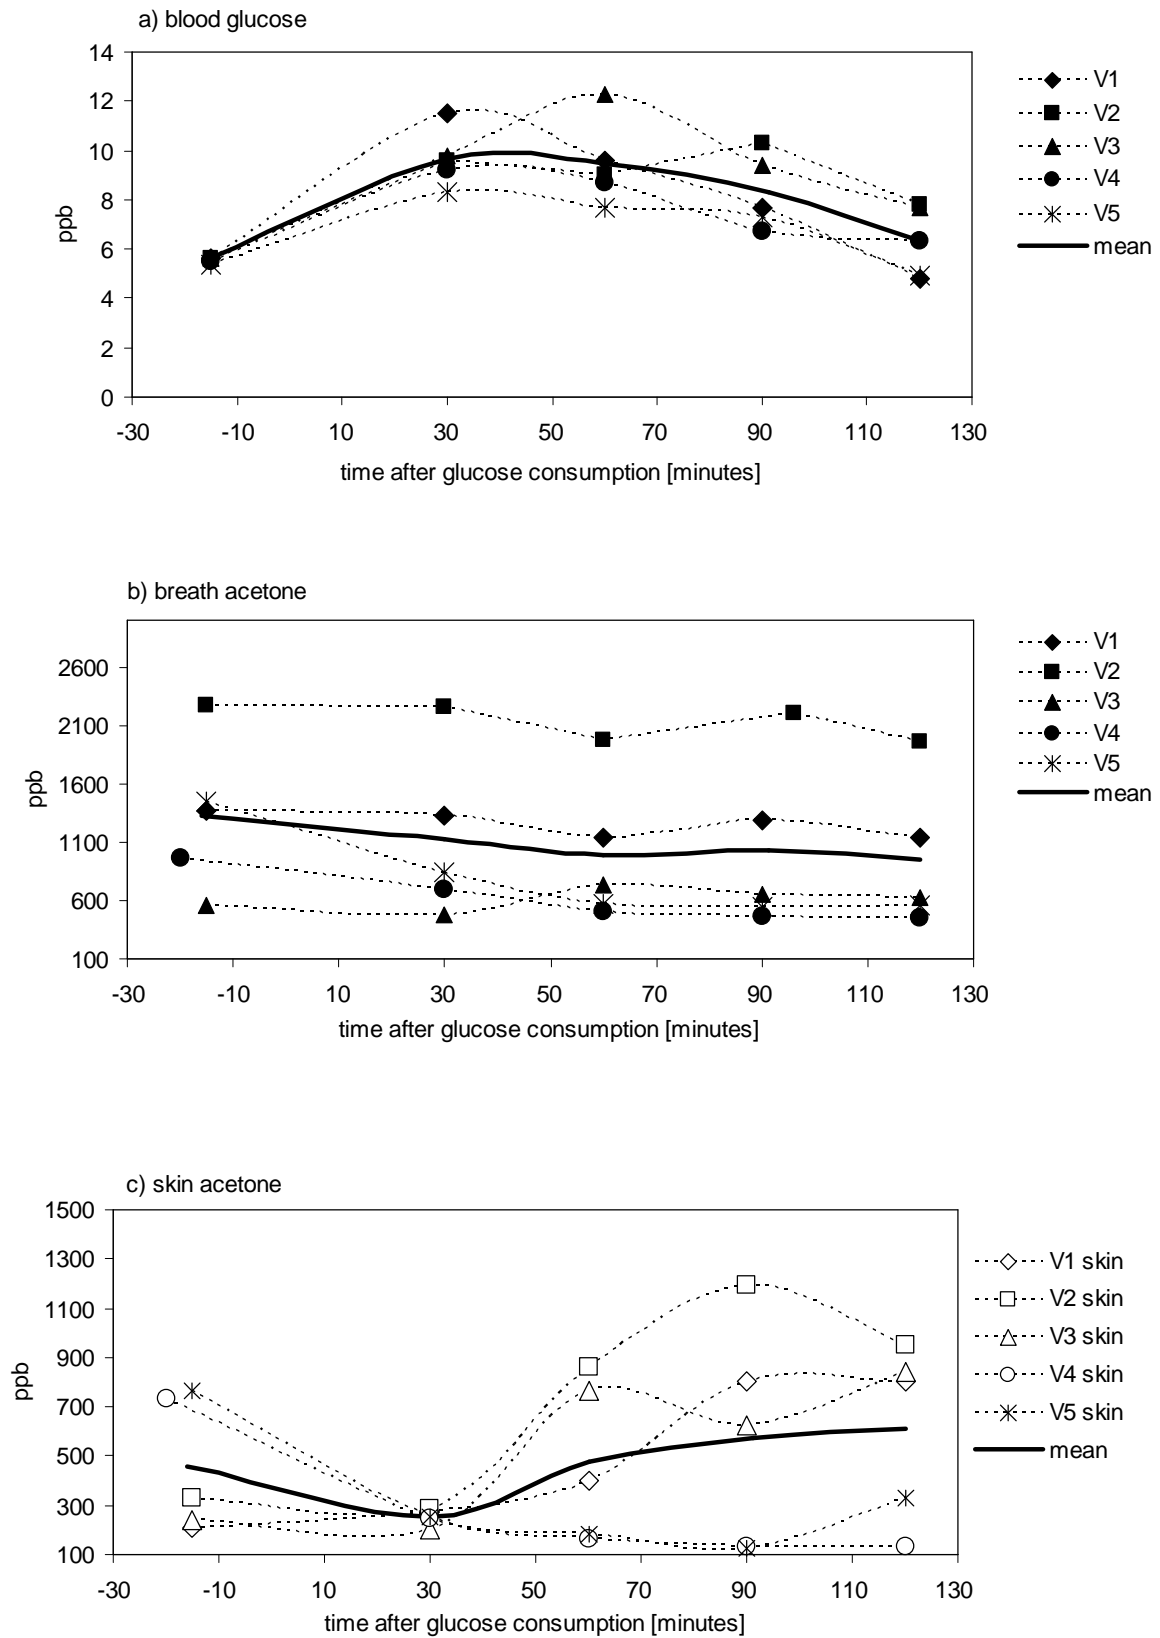 a) blood glucose
14
12
10
8
6
4
2
0
ppb
-30 -10 10 30 50 70 90 110 130
time after glucose consumption [minutes]
V1
V2
V3
V4
V5
mean
b) breath acetone
2600
2100
1600
1100
600
100
ppb
-30 -10 10 30 50 70 90 110 130
time after glucose consumption [minutes]
V1
V2
V3
V4
V5
mean
c) skin acetone
1500
1300
1100
900
700
500
300
100
ppb
-30 -10 10 30 50 70 90 110 130
time after glucose consumption [minutes]
V1 skin
V2 skin
V3 skin
V4 skin
V5 skin
mean